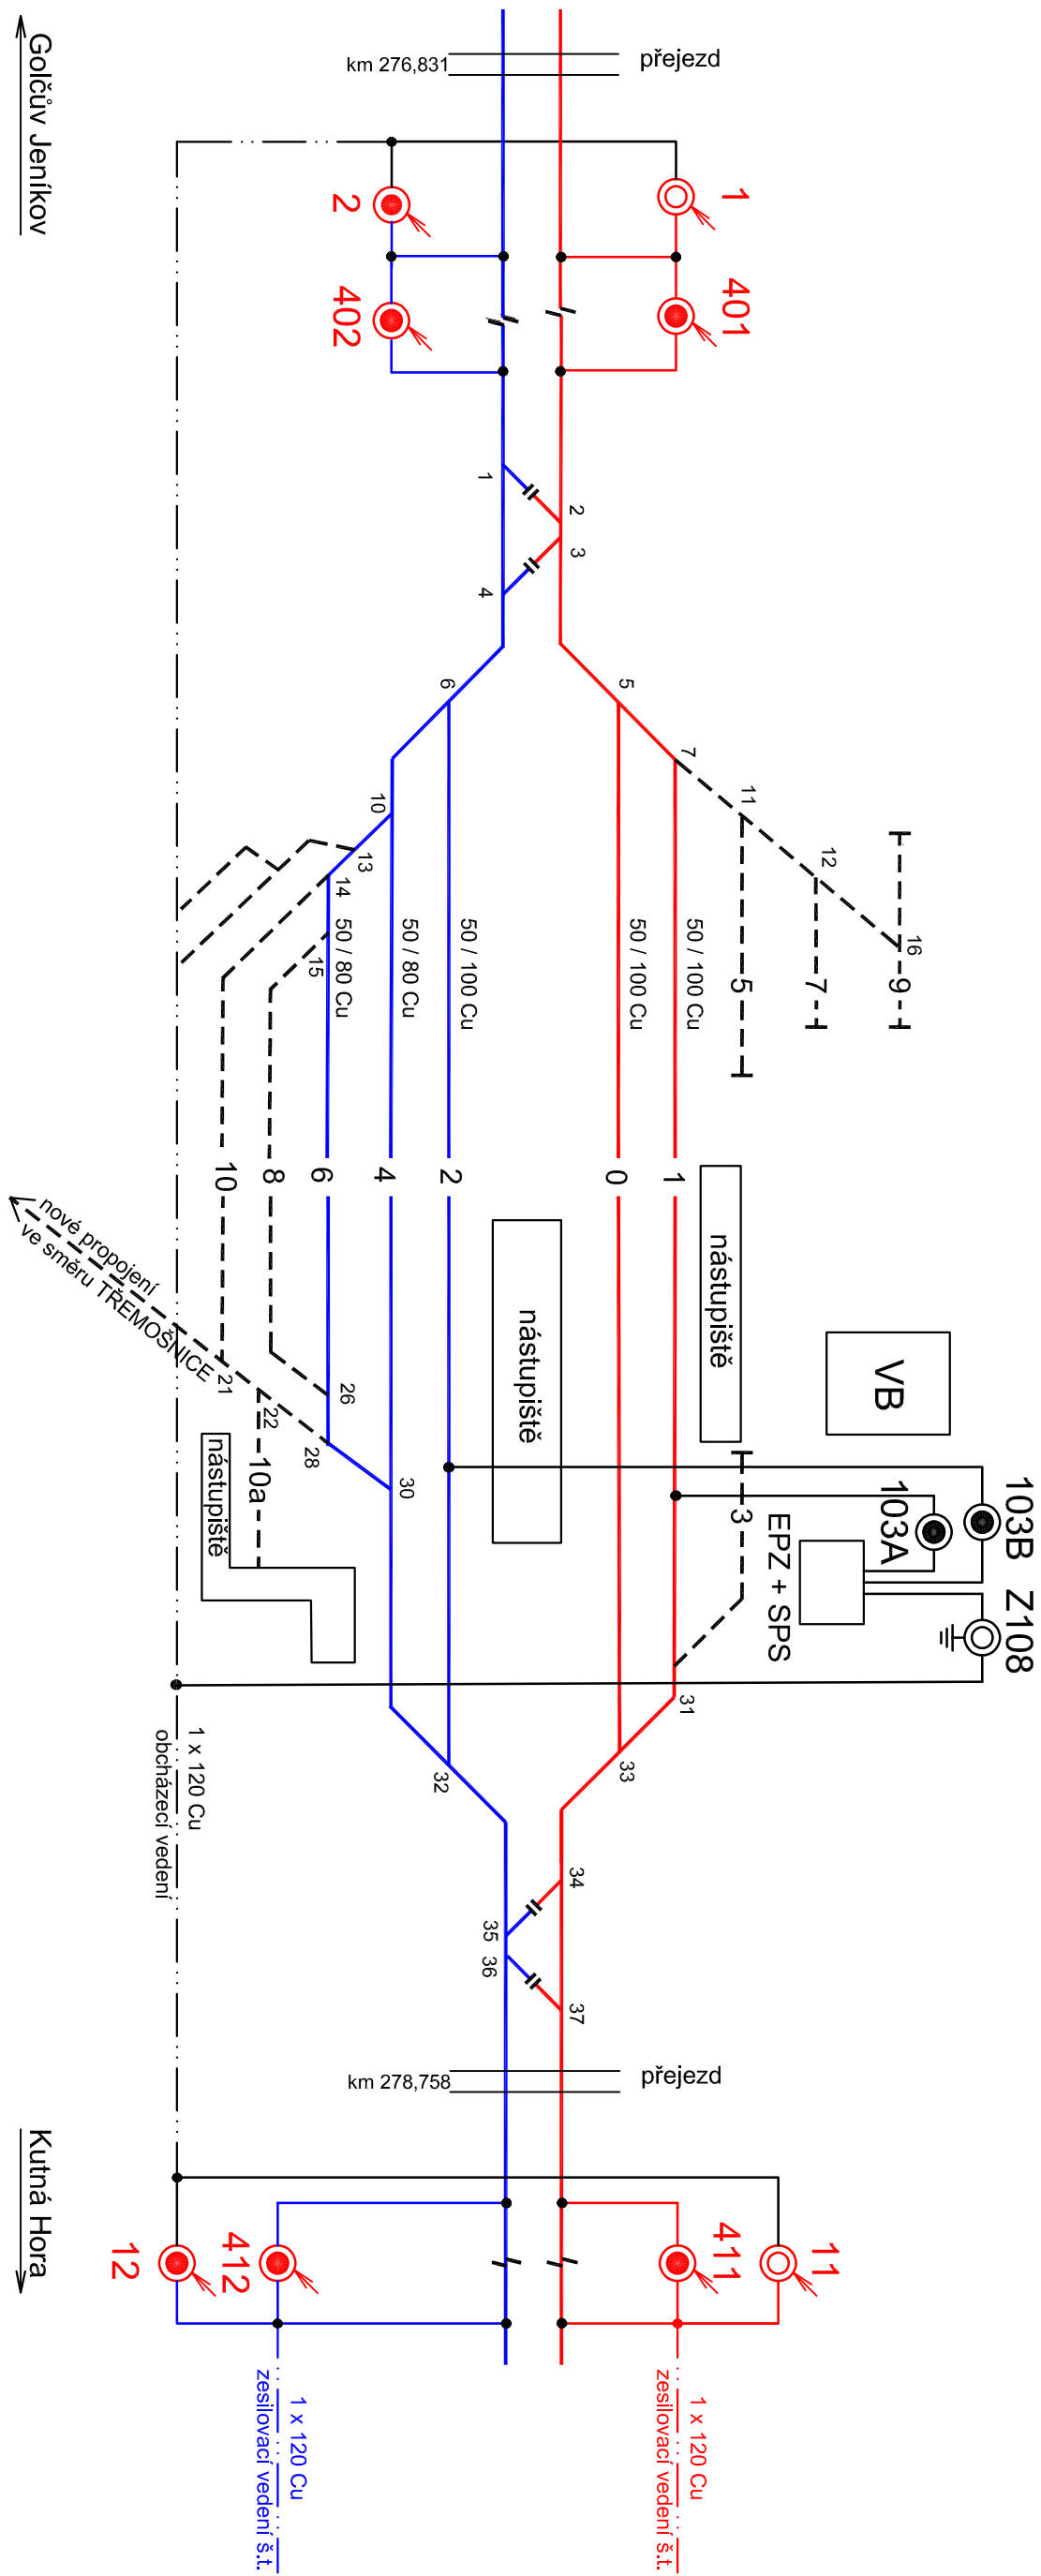 Golčův Jeníkov
km 276,831
přejezd
2
1
402
401
1
2
3
4
6
5
7
10
13
14
15
11
12
16
50 / 80 Cu
50 / 80 Cu
50 / 100 Cu
50 / 100 Cu
50 / 100 Cu
5
7
9
10
8
6
4
2
0
1
nové propojení
ve směru TŘEMOŠNICE
nástupiště
nástupiště
VB
21
22
26
28
30
10a
nástupiště
3
EPZ + SPS
103A
103B
Z108
31
33
32
1 x 120 Cu
obcházecí vedení
34
35
36
37
km 278,758
přejezd
Kutná Hora
12
412
411
11
1 x 120 Cu
zesilovací vedení š.t.
1 x 120 Cu
zesilovací vedení š.t.